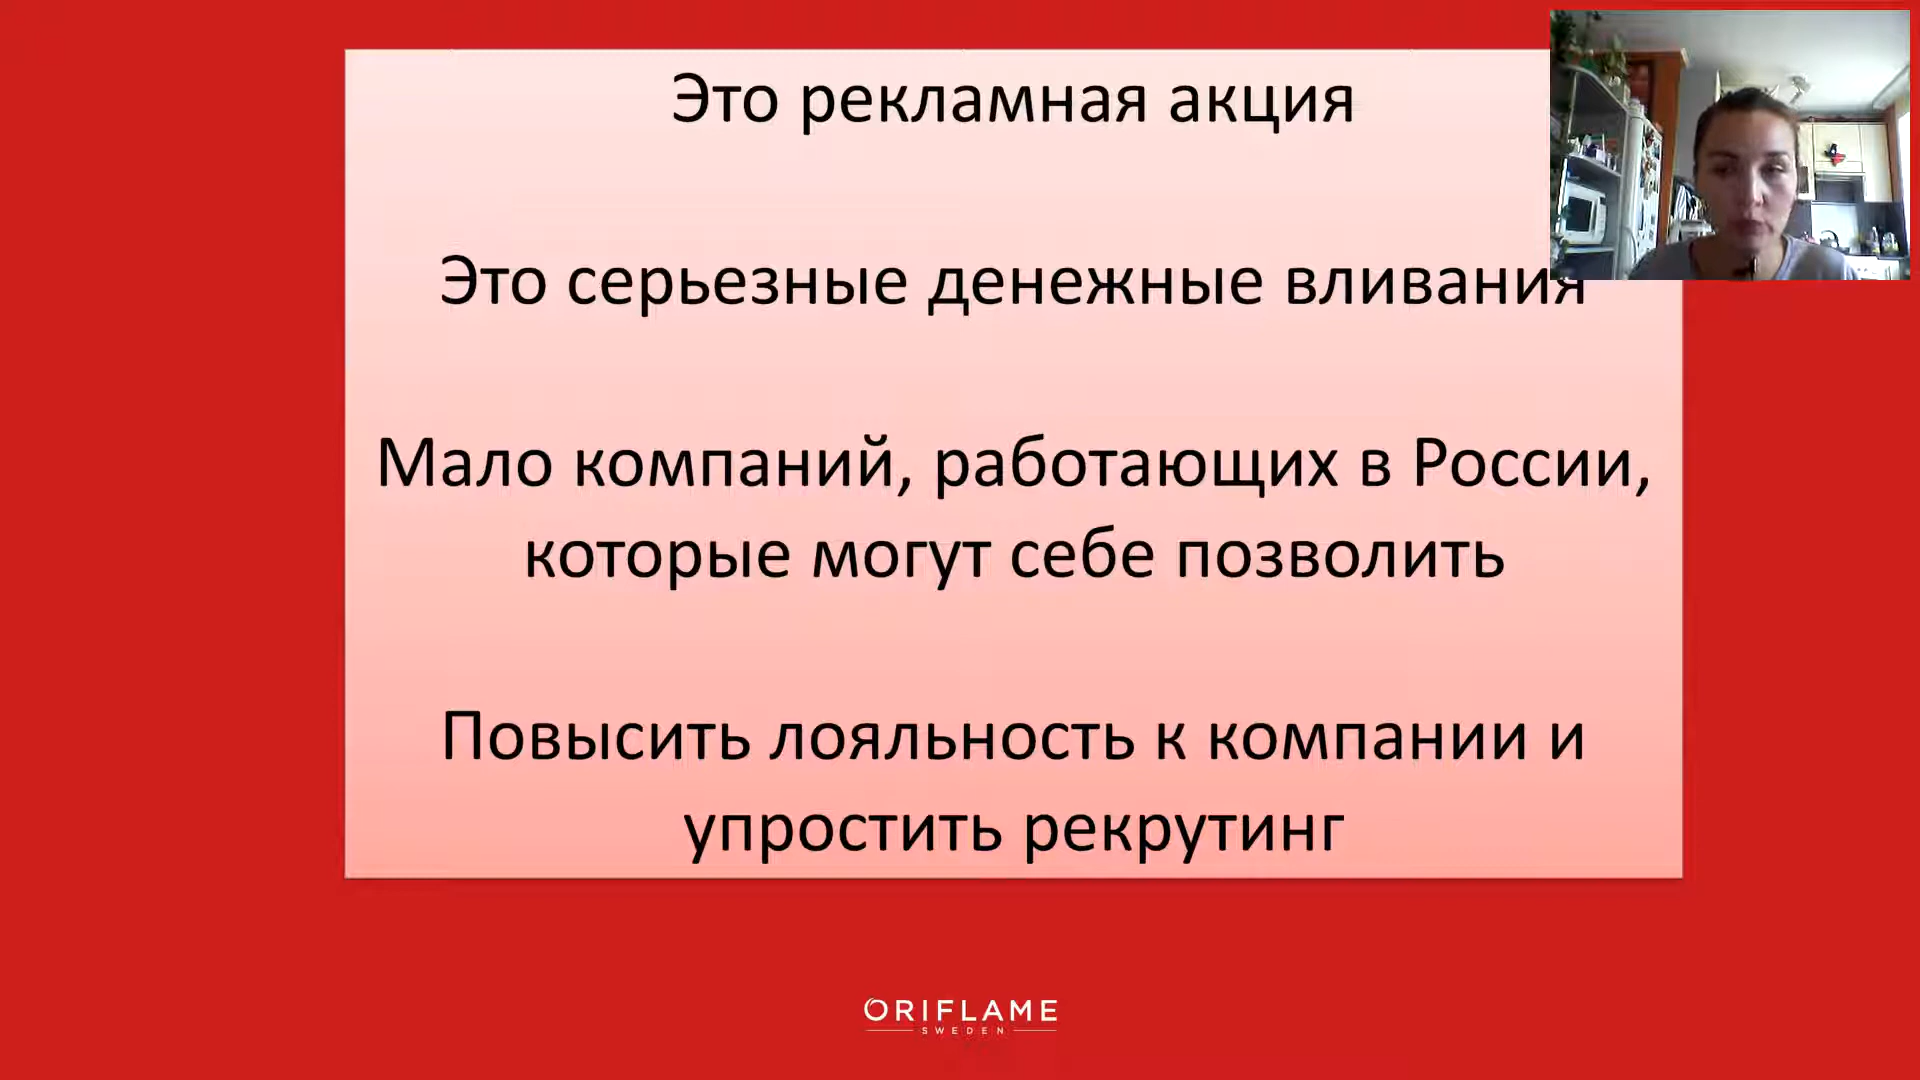 Это рекламная акция
Это серьезные денежные вливания
Мало компаний, работающих в России,
которые могут себе позволить
Повысить лояльность к компании и
упростить рекрутинг
ORIFLAME
SWEDEN